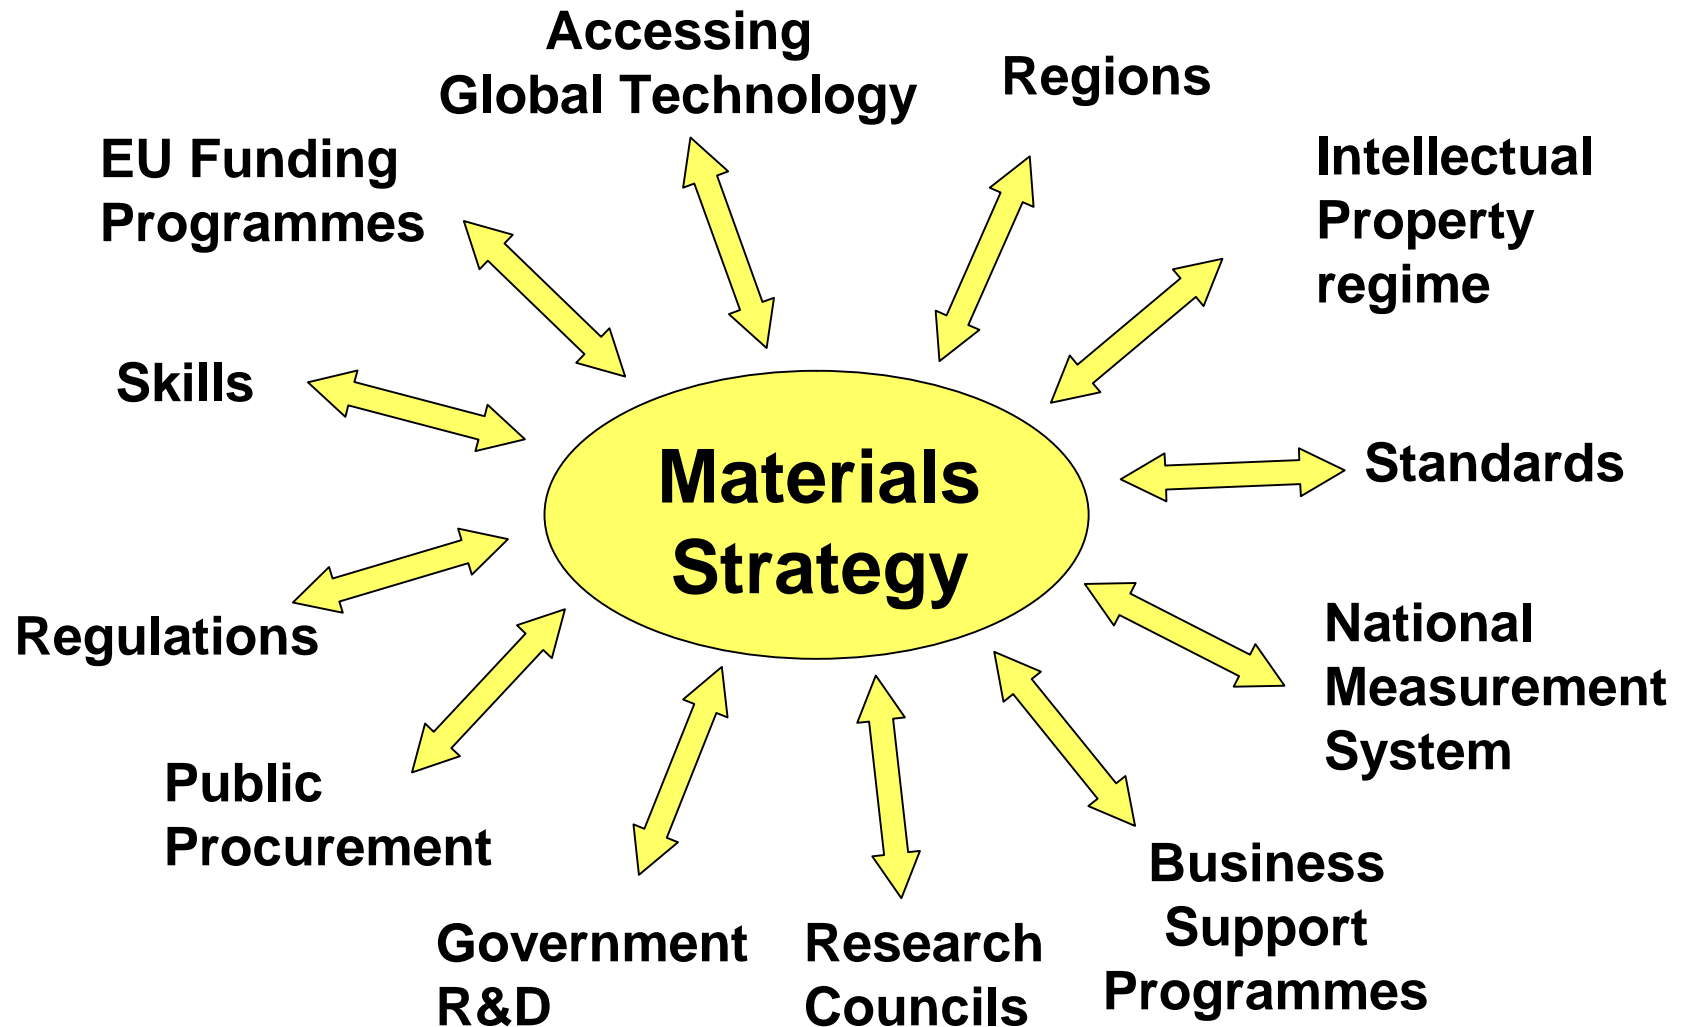 Accessing
Global Technology
Regions
EU Funding
Programmes
Intellectual
Property
regime
Skills
Materials
Strategy
Standards
Regulations
National
Measurement
System
Public
Procurement
Business
Support
Programmes
Government
R&D
Research
Councils